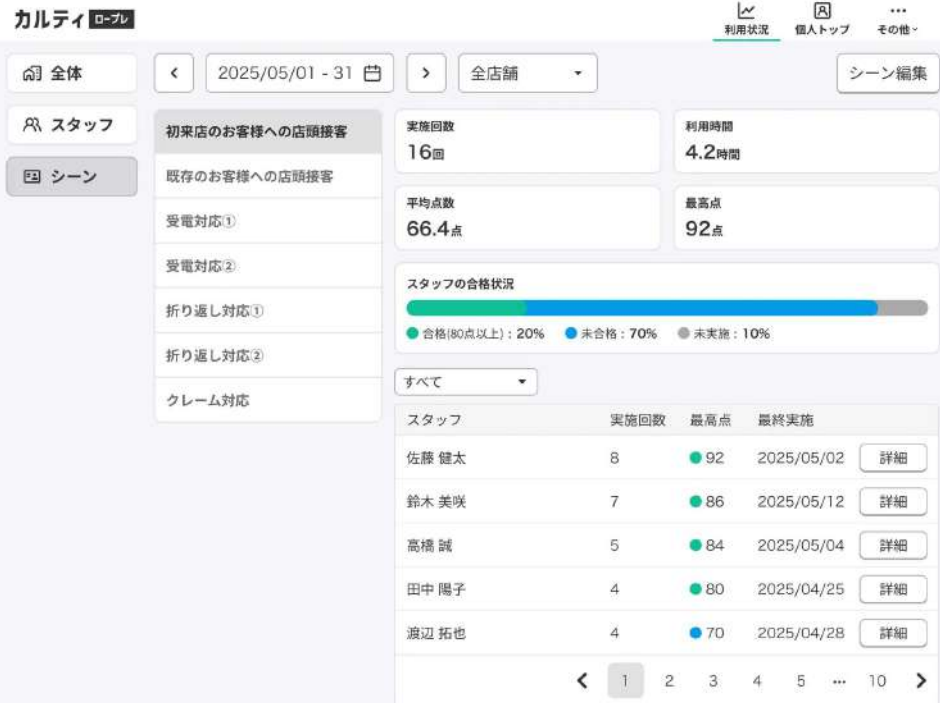 カルティ ロープレ
利用状況 個人トップ その他
全体
スタッフ
シーン
2025/05/01 - 31 全店舗 シーン編集
初来店のお客様への店頭接客
既存のお客様への店頭接客
受電対応①
受電対応②
折り返し対応①
折り返し対応②
クレーム対応
実施回数
16回
利用時間
4.2時間
平均点数
66.4点
最高点
92点
スタッフの合格状況
合格(80点以上)：20% 未合格：70% 未実施：10%
すべて
スタッフ 実施回数 最高点 最終実施
佐藤 健太 8 92 2025/05/02 詳細
鈴木 美咲 7 86 2025/05/12 詳細
高橋 誠 5 84 2025/05/04 詳細
田中 陽子 4 80 2025/04/25 詳細
渡辺 拓也 4 70 2025/04/28 詳細
1 2 3 4 5 … 10